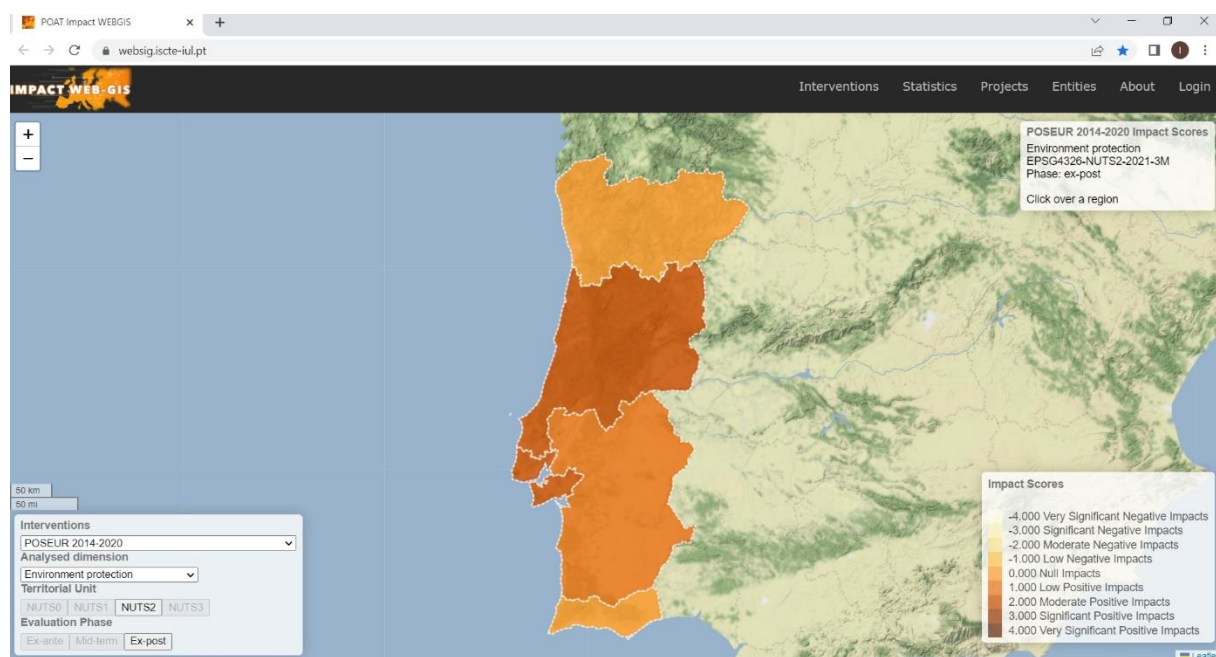 POAT Impact WEBGIS
websig.iscte-iul.pt
IMPACT WEB-GIS
Interventions Statistics Projects Entities About Login
+
−
POSEUR 2014-2020 Impact Scores
Environment protection
EPSG4326-NUTS2-2021-3M
Phase: ex-post
Click over a region
50 km
50 mi
Interventions
POSEUR 2014-2020
Analysed dimension
Environment protection
Territorial Unit
NUTS0 NUTS1 NUTS2 NUTS3
Evaluation Phase
Ex-ante Mid-term Ex-post
Impact Scores
-4.000 Very Significant Negative Impacts
-3.000 Significant Negative Impacts
-2.000 Moderate Negative Impacts
-1.000 Low Negative Impacts
0.000 Null Impacts
1.000 Low Positive Impacts
2.000 Moderate Positive Impacts
3.000 Significant Positive Impacts
4.000 Very Significant Positive Impacts